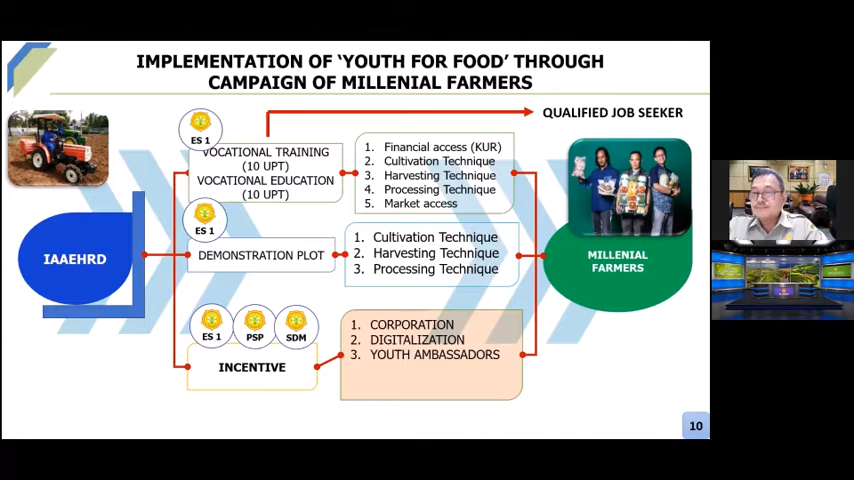 IMPLEMENTATION OF ‘YOUTH FOR FOOD’ THROUGH
CAMPAIGN OF MILLENIAL FARMERS
QUALIFIED JOB SEEKER
ES 1
VOCATIONAL TRAINING
(10 UPT)
VOCATIONAL EDUCATION
(10 UPT)
1. Financial access (KUR)
2. Cultivation Technique
3. Harvesting Technique
4. Processing Technique
5. Market access
ES 1
DEMONSTRATION PLOT
1. Cultivation Technique
2. Harvesting Technique
3. Processing Technique
IAAEHRD
MILLENIAL
FARMERS
ES 1
PSP
SDM
INCENTIVE
1. CORPORATION
2. DIGITALIZATION
3. YOUTH AMBASSADORS
10